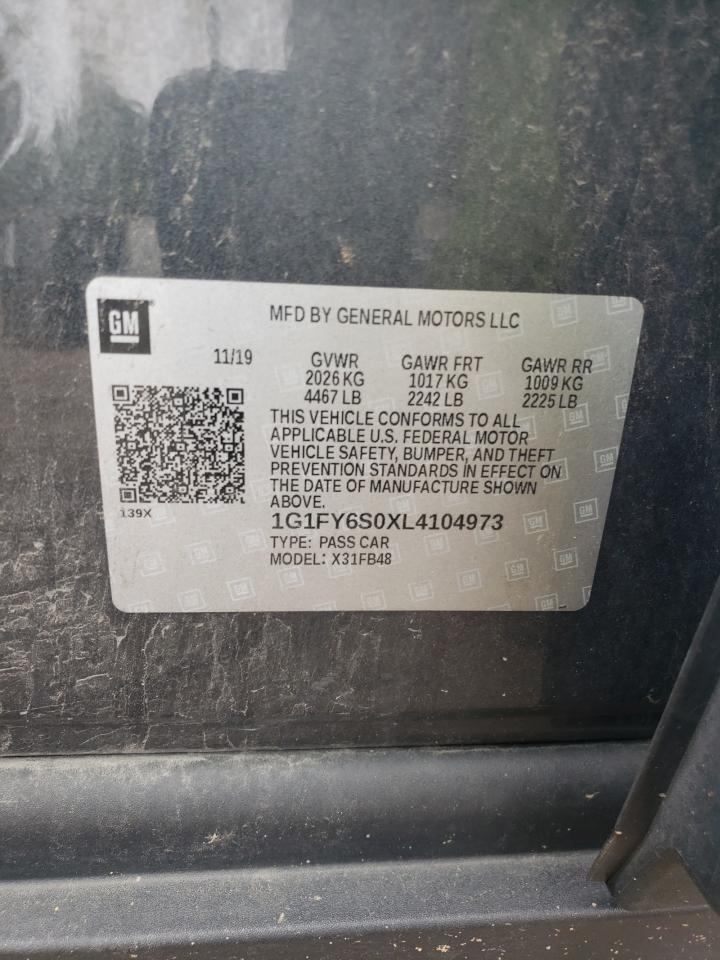 GM
MFD BY GENERAL MOTORS LLC
11/19 GVWR GAWR FRT GAWR RR
2026 KG 1017 KG 1009 KG
4467 LB 2242 LB 2225 LB
THIS VEHICLE CONFORMS TO ALL
APPLICABLE U.S. FEDERAL MOTOR
VEHICLE SAFETY, BUMPER, AND THEFT
PREVENTION STANDARDS IN EFFECT ON
THE DATE OF MANUFACTURE SHOWN
ABOVE.
139X
1G1FY6S0XL4104973
TYPE: PASS CAR
MODEL: X31FB48